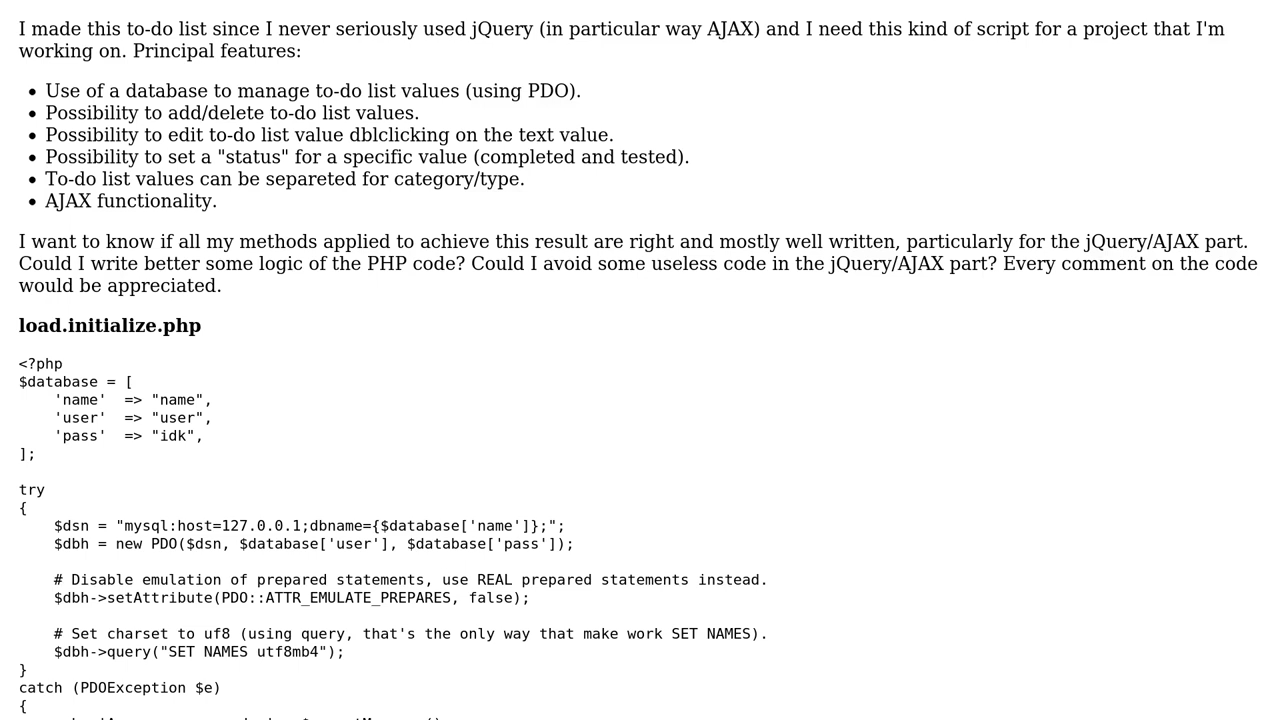 I made this to-do list since I never seriously used jQuery (in particular way AJAX) and I need this kind of script for a project that I'm
working on. Principal features:
• Use of a database to manage to-do list values (using PDO).
• Possibility to add/delete to-do list values.
• Possibility to edit to-do list value dblclicking on the text value.
• Possibility to set a "status" for a specific value (completed and tested).
• To-do list values can be separeted for category/type.
• AJAX functionality.
I want to know if all my methods applied to achieve this result are right and mostly well written, particularly for the jQuery/AJAX part.
Could I write better some logic of the PHP code? Could I avoid some useless code in the jQuery/AJAX part? Every comment on the code
would be appreciated.
load.initialize.php
<?php
$database = [
    'name'  => "name",
    'user'  => "user",
    'pass'  => "idk",
];
try
{
    $dsn = "mysql:host=127.0.0.1;dbname={$database['name']};";
    $dbh = new PDO($dsn, $database['user'], $database['pass']);
    # Disable emulation of prepared statements, use REAL prepared statements instead.
    $dbh->setAttribute(PDO::ATTR_EMULATE_PREPARES, false);
    # Set charset to uf8 (using query, that's the only way that make work SET NAMES).
    $dbh->query("SET NAMES utf8mb4");
}
catch (PDOException $e)
{